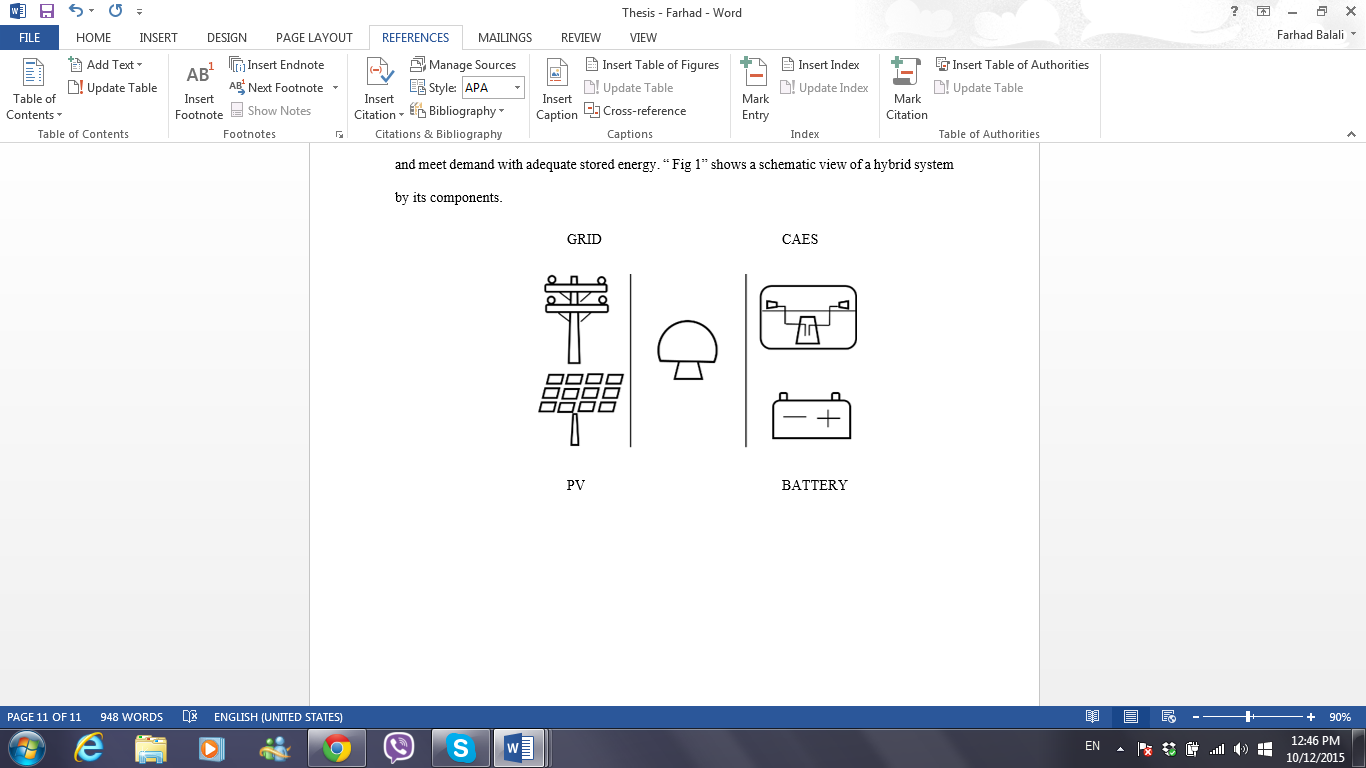 Thesis - Farhad - Word
?
FILE HOME INSERT DESIGN PAGE LAYOUT REFERENCES MAILINGS REVIEW VIEW
Farhad Balali
Table of Contents
Add Text
Update Table
Table of Contents
AB1
Insert Footnote
Insert Endnote
Next Footnote
Show Notes
Footnotes
Insert Citation
Manage Sources
Style: APA
Bibliography
Citations & Bibliography
Insert Caption
Insert Table of Figures
Update Table
Cross-reference
Captions
Mark Entry
Insert Index
Update Index
Index
Mark Citation
Insert Table of Authorities
Update Table
Table of Authorities
and meet demand with adequate stored energy. “ Fig 1” shows a schematic view of a hybrid system
by its components.
GRID CAES
PV BATTERY
PAGE 11 OF 11 948 WORDS ENGLISH (UNITED STATES)
90%
EN
12:46 PM
10/12/2015